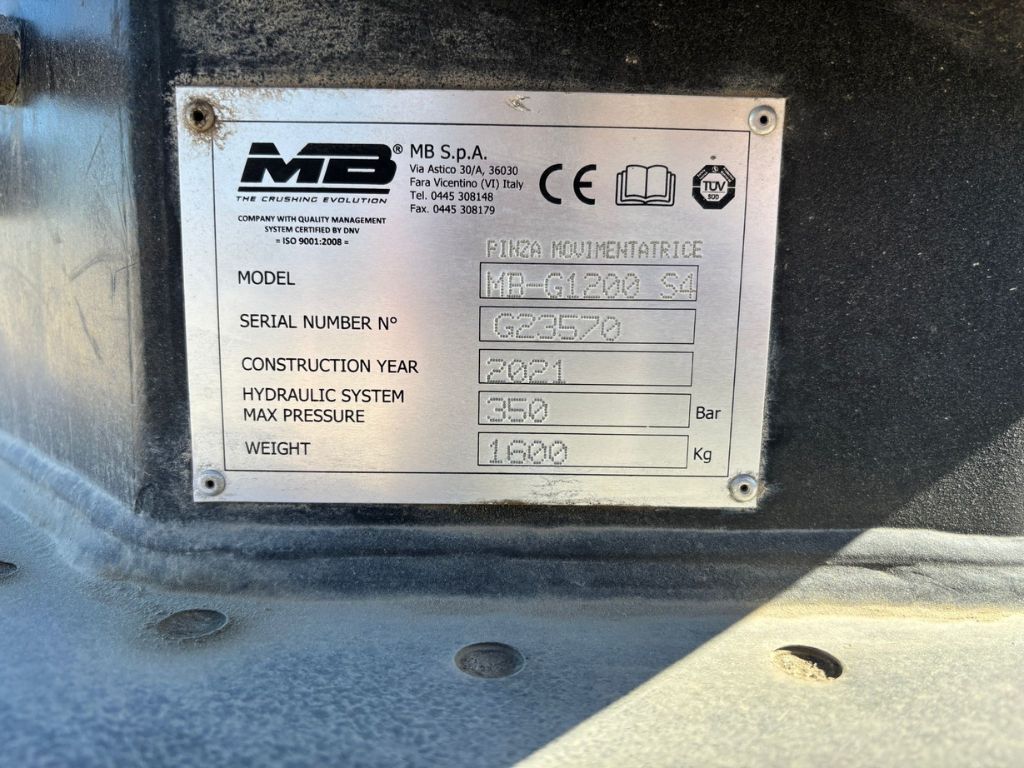 MB®
THE CRUSHING EVOLUTION
COMPANY WITH QUALITY MANAGEMENT
SYSTEM CERTIFIED BY DNV
= ISO 9001:2008 =
MB S.p.A.
Via Astico 30/A, 36030
Fara Vicentino (VI) Italy
Tel. 0445 308148
Fax. 0445 308179
CE
TÜV
SÜD
PINZA MOVIMENTATRICE
MODEL MB-G1200 S4
SERIAL NUMBER N° G23570
CONSTRUCTION YEAR 2021
HYDRAULIC SYSTEM
MAX PRESSURE 350 Bar
WEIGHT 1600 Kg